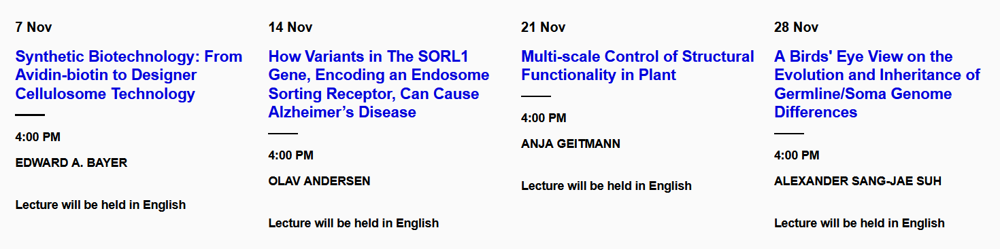 7 Nov
Synthetic Biotechnology: From
Avidin-biotin to Designer
Cellulosome Technology
4:00 PM
EDWARD A. BAYER
Lecture will be held in English
14 Nov
How Variants in The SORL1
Gene, Encoding an Endosome
Sorting Receptor, Can Cause
Alzheimer’s Disease
4:00 PM
OLAV ANDERSEN
Lecture will be held in English
21 Nov
Multi-scale Control of Structural
Functionality in Plant
4:00 PM
ANJA GEITMANN
Lecture will be held in English
28 Nov
A Birds' Eye View on the
Evolution and Inheritance of
Germline/Soma Genome
Differences
4:00 PM
ALEXANDER SANG-JAE SUH
Lecture will be held in English